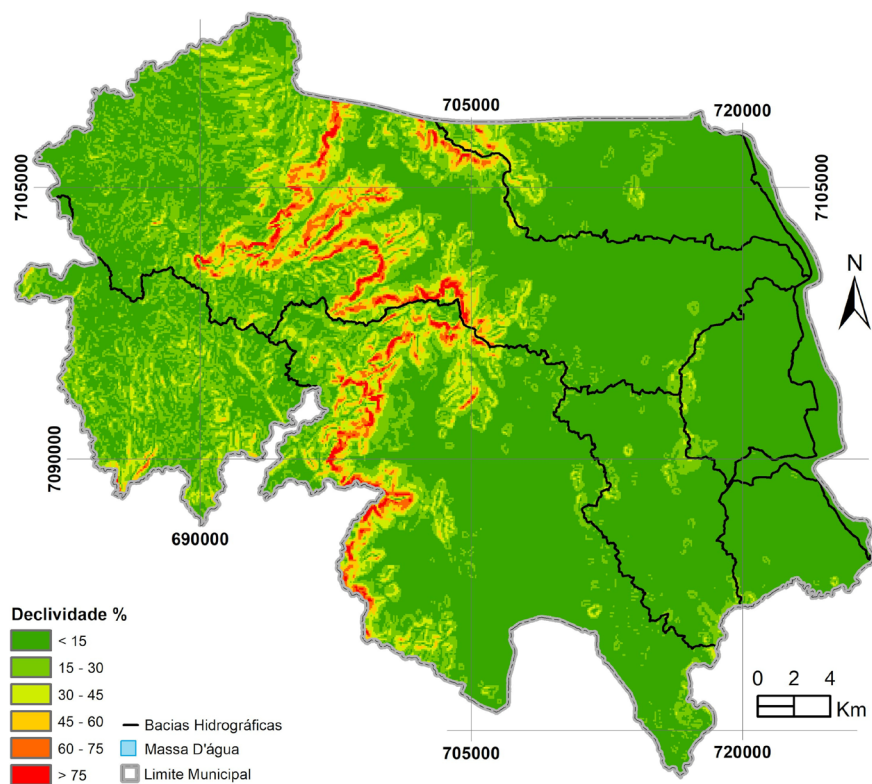 705000
720000
7105000
7105000
N
7090000
7090000
690000
Declividade %
< 15
15 - 30
30 - 45
45 - 60
60 - 75
> 75
Bacias Hidrográficas
Massa D'água
Limite Municipal
0 2 4
Km
705000
720000